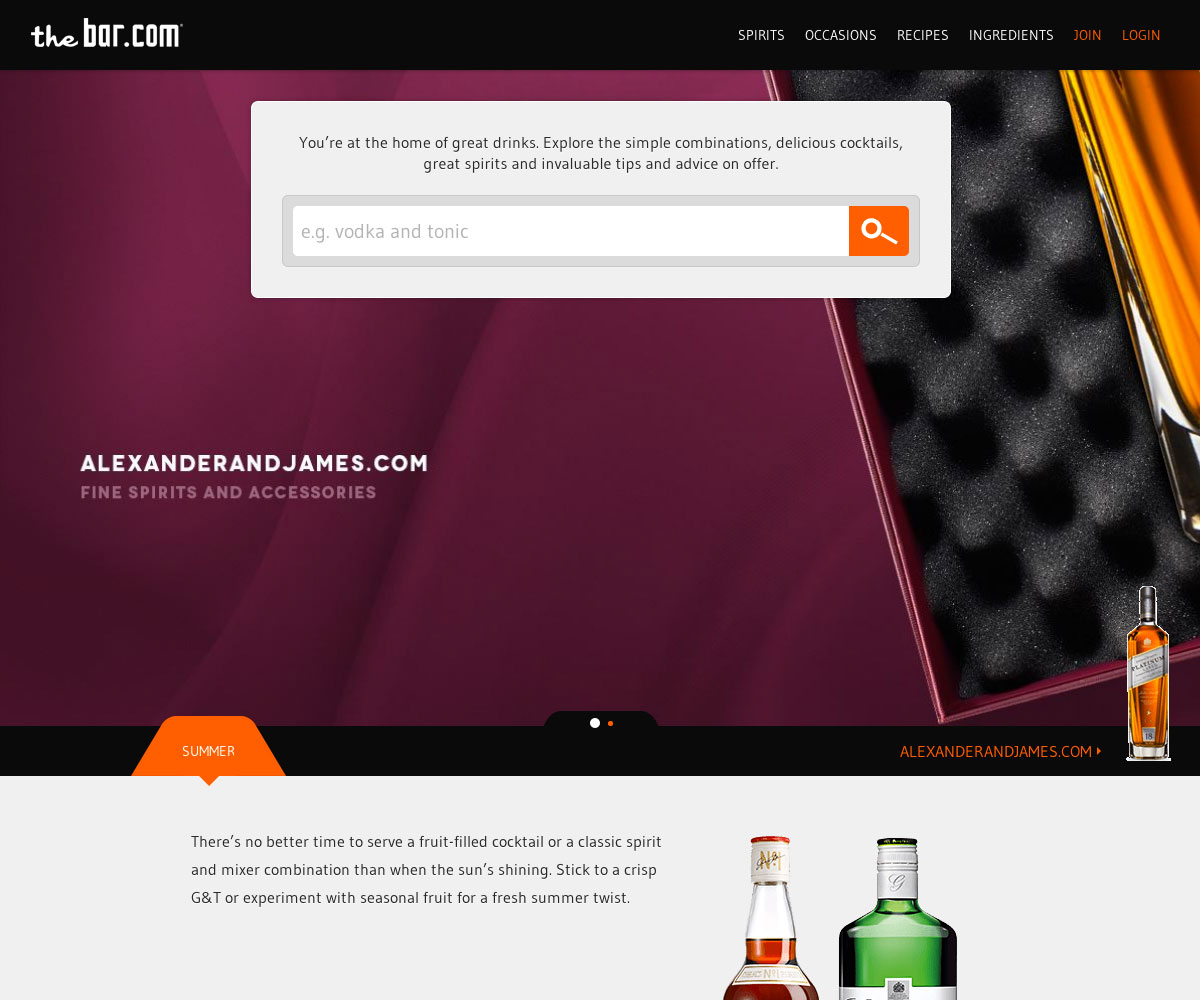 the bar.com
SPIRITS OCCASIONS RECIPES INGREDIENTS JOIN LOGIN
You’re at the home of great drinks. Explore the simple combinations, delicious cocktails,
great spirits and invaluable tips and advice on offer.
e.g. vodka and tonic
ALEXANDERANDJAMES.COM
FINE SPIRITS AND ACCESSORIES
PLATINUM
18
SUMMER
ALEXANDERANDJAMES.COM
There’s no better time to serve a fruit-filled cocktail or a classic spirit
and mixer combination than when the sun’s shining. Stick to a crisp
G&T or experiment with seasonal fruit for a fresh summer twist.
No1
G